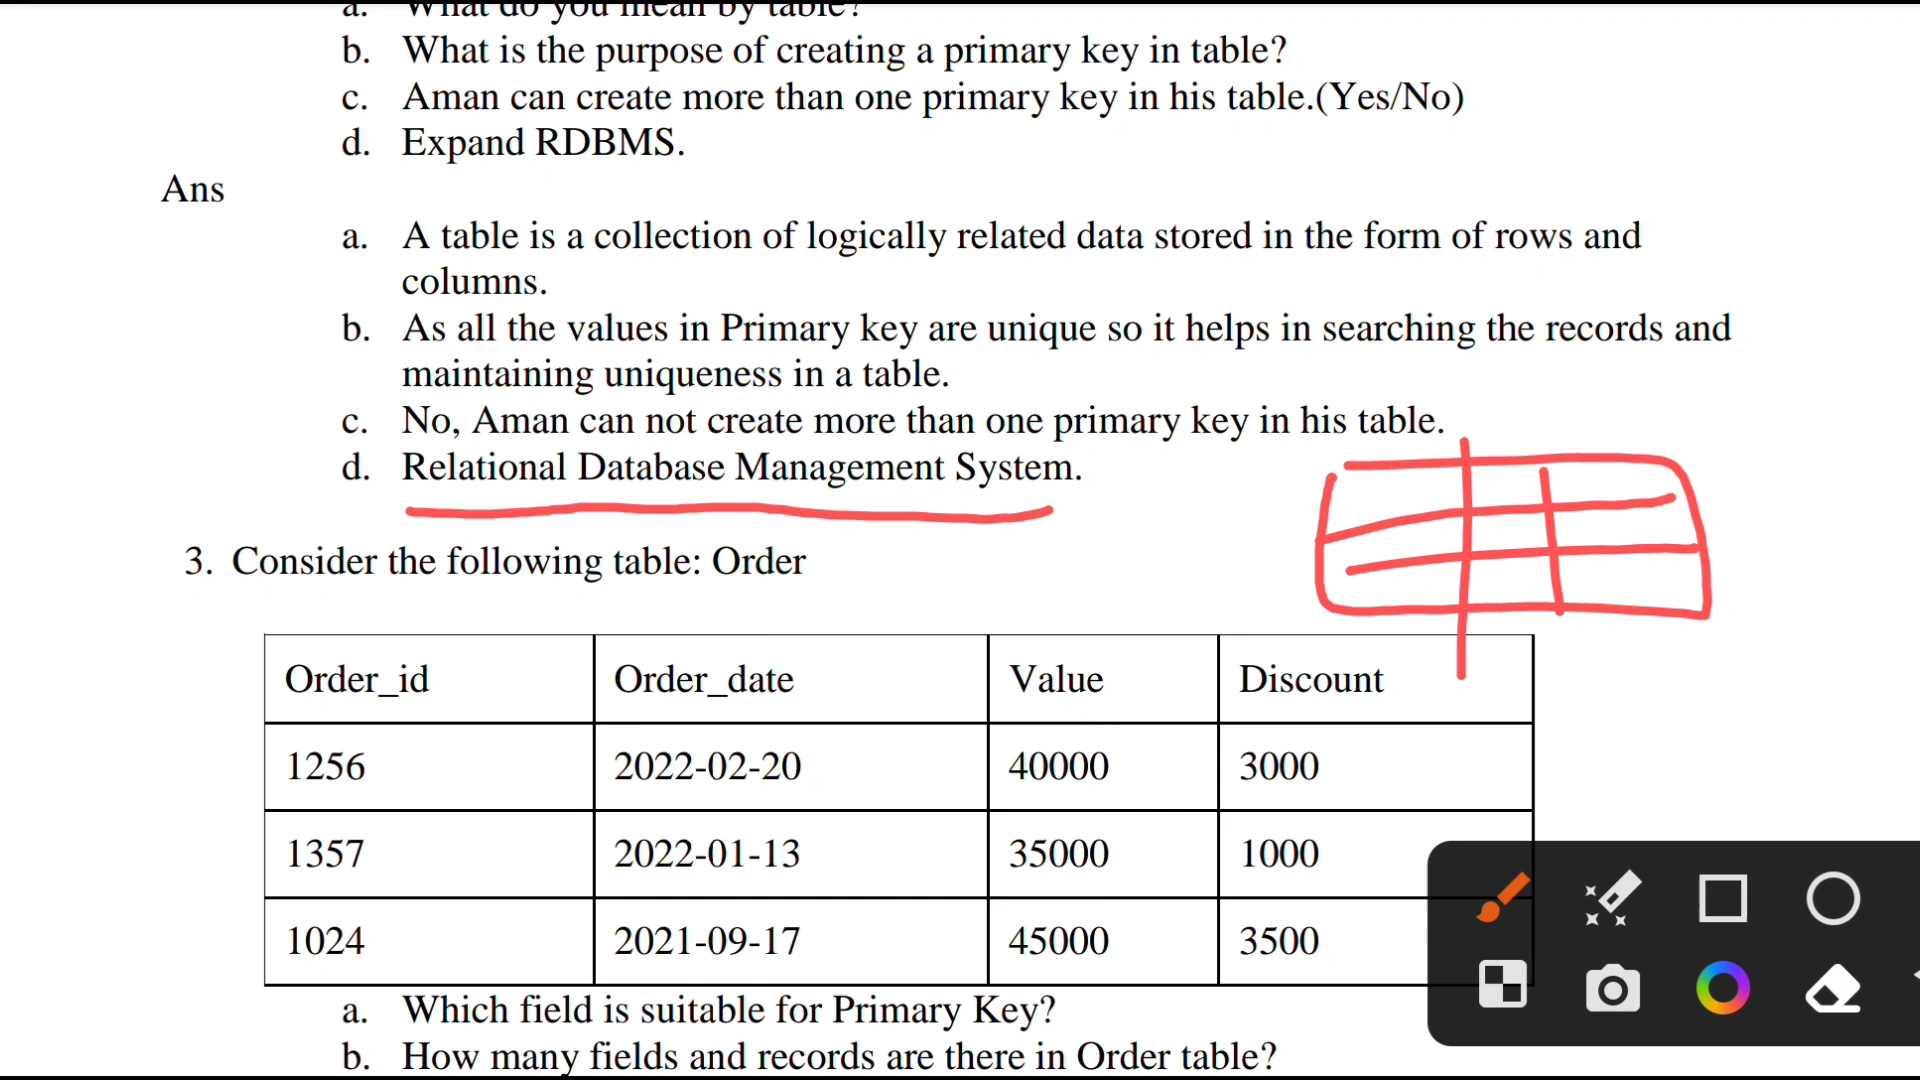 a. What do you mean by table?
b. What is the purpose of creating a primary key in table?
c. Aman can create more than one primary key in his table.(Yes/No)
d. Expand RDBMS.
Ans
a. A table is a collection of logically related data stored in the form of rows and
columns.
b. As all the values in Primary key are unique so it helps in searching the records and
maintaining uniqueness in a table.
c. No, Aman can not create more than one primary key in his table.
d. Relational Database Management System.
3. Consider the following table: Order
Order_id Order_date Value Discount
1256 2022-02-20 40000 3000
1357 2022-01-13 35000 1000
1024 2021-09-17 45000 3500
a. Which field is suitable for Primary Key?
b. How many fields and records are there in Order table?